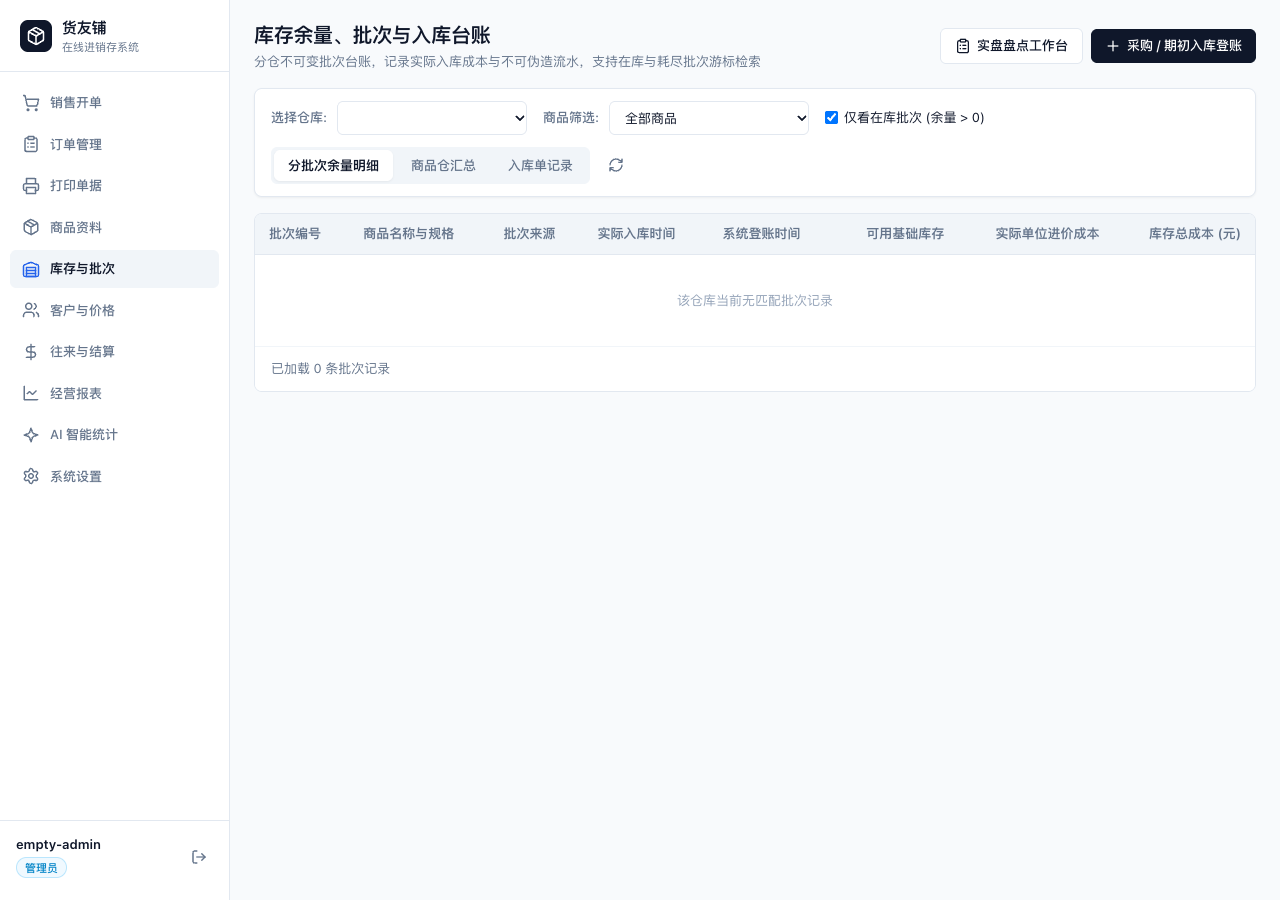 货友铺
在线进销存系统
销售开单
订单管理
打印单据
商品资料
库存与批次
客户与价格
往来与结算
经营报表
AI 智能统计
系统设置
empty-admin
管理员
库存余量、批次与入库台账
分仓不可变批次台账，记录实际入库成本与不可伪造流水，支持在库与耗尽批次游标检索
实盘盘点工作台
采购 / 期初入库登账
选择仓库:
商品筛选: 全部商品
仅看在库批次 (余量 > 0)
分批次余量明细 商品仓汇总 入库单记录
批次编号 商品名称与规格 批次来源 实际入库时间 系统登账时间 可用基础库存 实际单位进价成本 库存总成本 (元)
该仓库当前无匹配批次记录
已加载 0 条批次记录